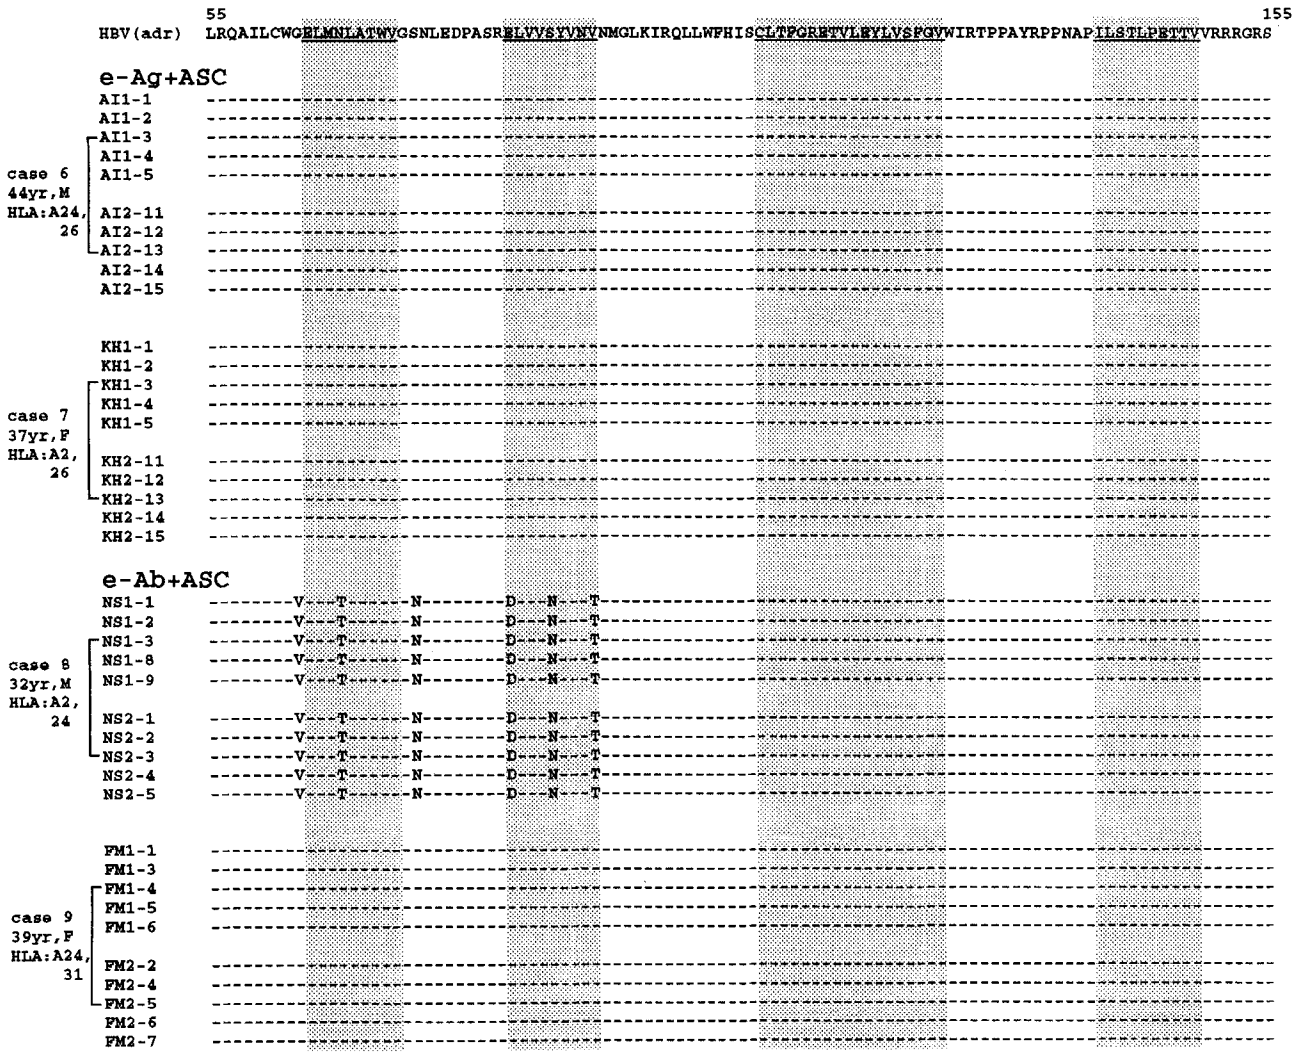 55 155
HBV(adr) LRQAILCWGELMNLATWVGSNLEDPASRELVVSYVNVNMGLKIRQLLWFHISCLTFGRETVLEYLVSFGVWIRTPPAYRPPNAPILSTLPETTVVRRRGRS
e-Ag+ASC
case 6
44yr,M
HLA:A24,
26
AI1-1
AI1-2
AI1-3
AI1-4
AI1-5
AI2-11
AI2-12
AI2-13
AI2-14
AI2-15
case 7
37yr,F
HLA:A2,
26
KH1-1
KH1-2
KH1-3
KH1-4
KH1-5
KH2-11
KH2-12
KH2-13
KH2-14
KH2-15
e-Ab+ASC
case 8
32yr,M
HLA:A2,
24
NS1-1 V---T------N--------D---N---T
NS1-2 V---T------N--------D---N---T
NS1-3 V---T------N--------D---N---T
NS1-8 V---T------N--------D---N---T
NS1-9 V---T------N--------D---N---T
NS2-1 V---T------N--------D---N---T
NS2-2 V---T------N--------D---N---T
NS2-3 V---T------N--------D---N---T
NS2-4 V---T------N--------D---N---T
NS2-5 V---T------N--------D---N---T
case 9
39yr,F
HLA:A24,
31
FM1-1
FM1-3
FM1-4
FM1-5
FM1-6
FM2-2
FM2-4
FM2-5
FM2-6
FM2-7